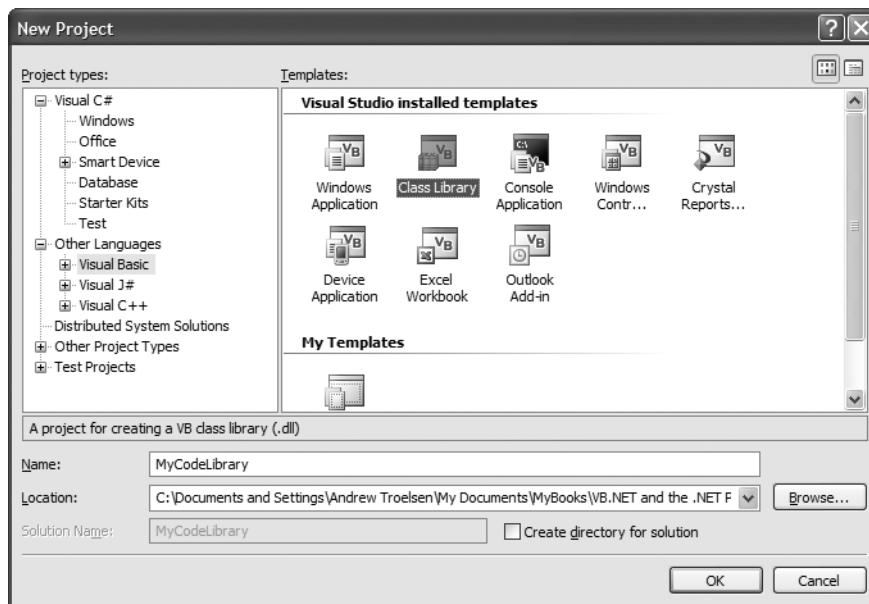 New Project
Project types:
Templates:
Visual C#
Windows
Office
Smart Device
Database
Starter Kits
Test
Other Languages
Visual Basic
Visual J#
Visual C++
Distributed System Solutions
Other Project Types
Test Projects
Visual Studio installed templates
Windows Application
Class Library
Console Application
Windows Contr...
Crystal Reports...
Device Application
Excel Workbook
Outlook Add-in
My Templates
A project for creating a VB class library (.dll)
Name:
MyCodeLibrary
Location:
C:\Documents and Settings\Andrew Troelsen\My Documents\MyBooks\VB.NET and the .NET F
Browse...
Solution Name:
MyCodeLibrary
Create directory for solution
OK
Cancel